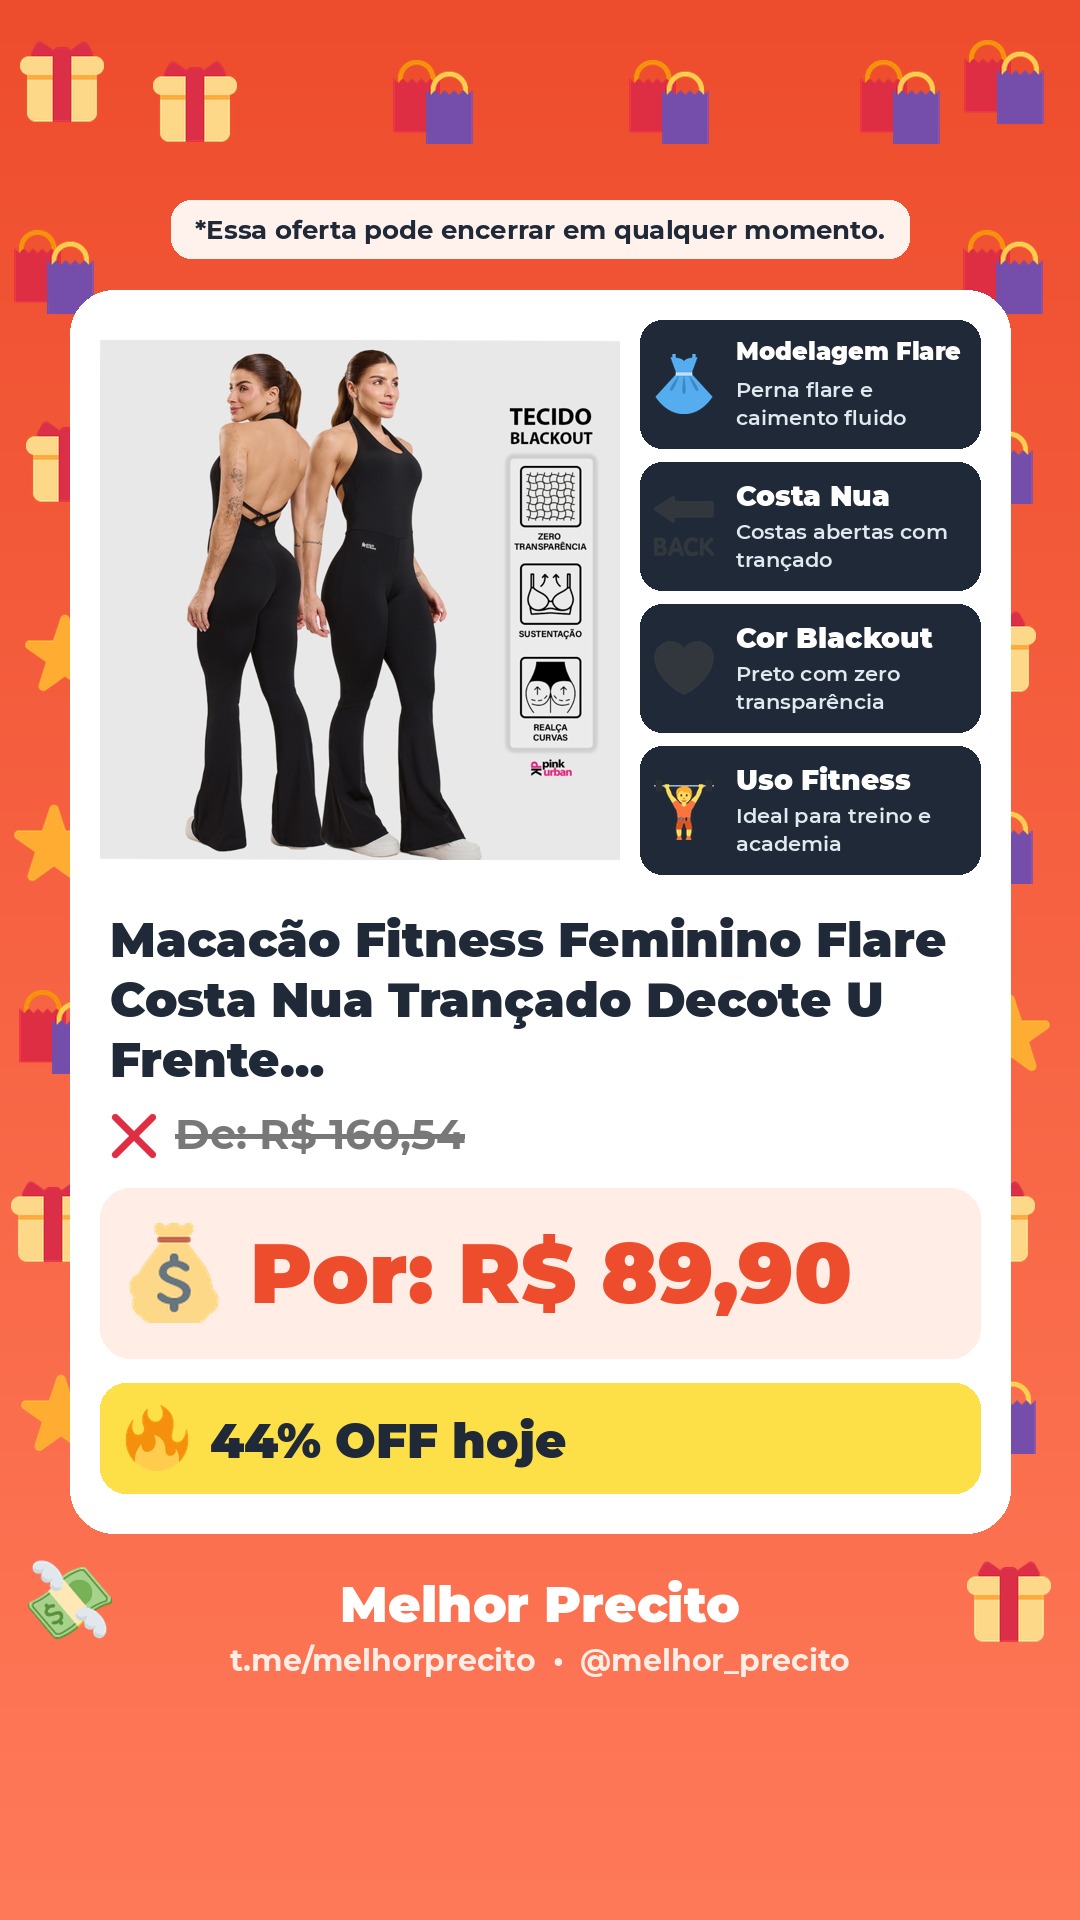 *Essa oferta pode encerrar em qualquer momento.
TECIDO
BLACKOUT
ZERO
TRANSPARÊNCIA
SUSTENTAÇÃO
REALÇA
CURVAS
pink
urban
Modelagem Flare
Perna flare e
caimento fluido
BACK
Costa Nua
Costas abertas com
trançado
Cor Blackout
Preto com zero
transparência
Uso Fitness
Ideal para treino e
academia
Macacão Fitness Feminino Flare
Costa Nua Trançado Decote U
Frente...
De: R$ 160,54
Por: R$ 89,90
44% OFF hoje
Melhor Precito
t.me/melhorprecito • @melhor_precito